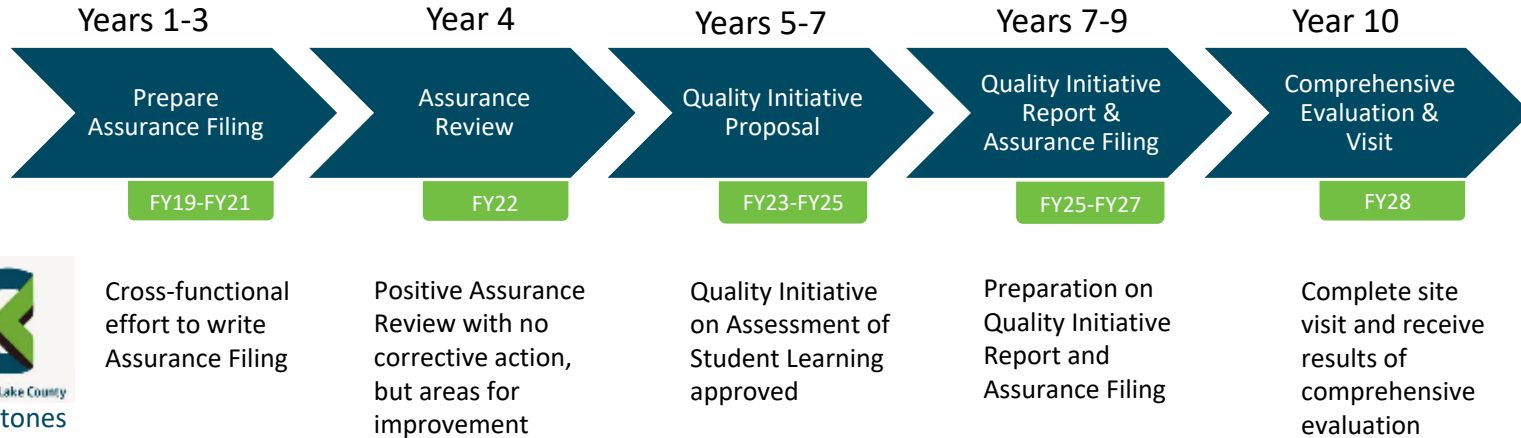 Years 1-3
Year 4
Years 5-7
Years 7-9
Year 10
Prepare
Assurance Filing
Assurance
Review
Quality Initiative
Proposal
Quality Initiative
Report &
Assurance Filing
Comprehensive
Evaluation &
Visit
FY19-FY21
FY22
FY23-FY25
FY25-FY27
FY28
Lake County
tones
Cross-functional
effort to write
Assurance Filing
Positive Assurance
Review with no
corrective action,
but areas for
improvement
Quality Initiative
on Assessment of
Student Learning
approved
Preparation on
Quality Initiative
Report and
Assurance Filing
Complete site
visit and receive
results of
comprehensive
evaluation